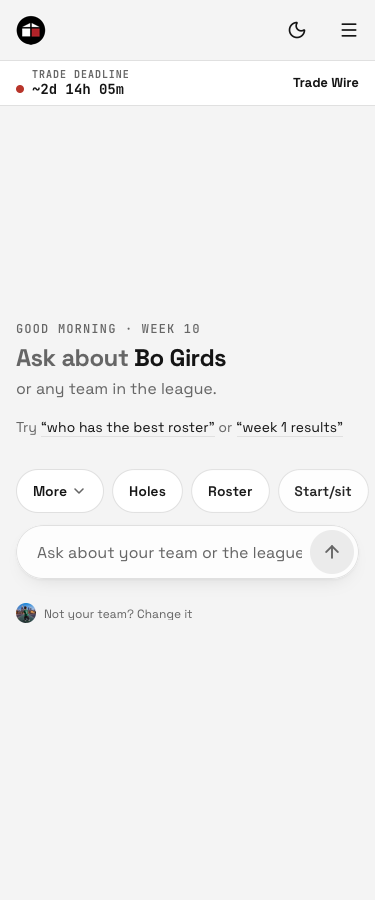 TRADE DEADLINE
~2d 14h 05m
Trade Wire
GOOD MORNING · WEEK 10
Ask about Bo Girds
or any team in the league.
Try “who has the best roster” or “week 1 results”
More
Holes
Roster
Start/sit
Ask about your team or the league
Not your team? Change it